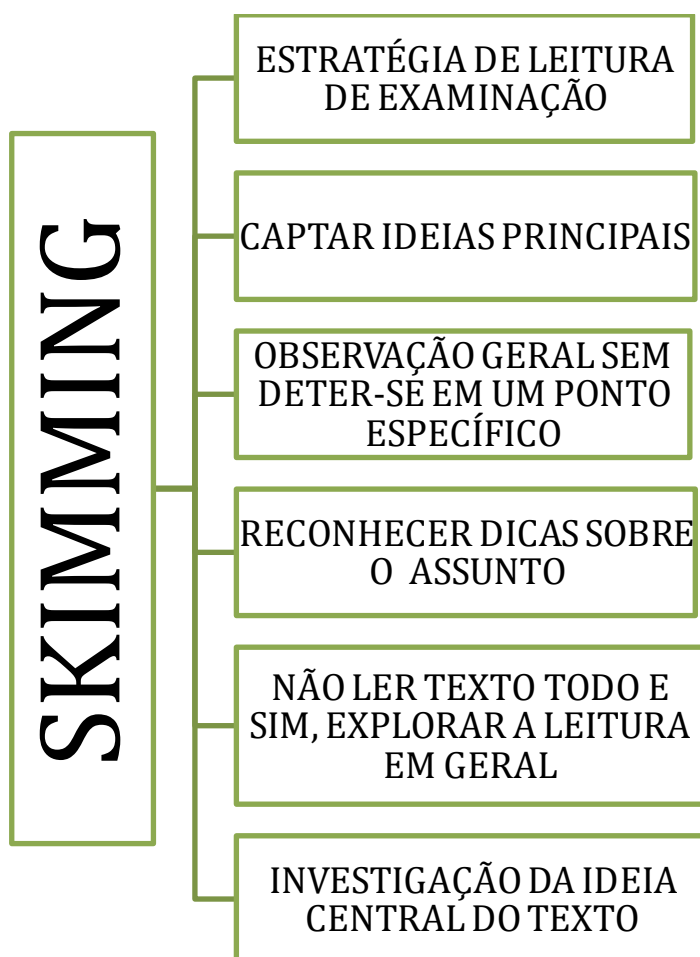 SKIMMING
ESTRATÉGIA DE LEITURA
DE EXAMINAÇÃO
CAPTAR IDEIAS PRINCIPAIS
OBSERVAÇÃO GERAL SEM
DETER-SE EM UM PONTO
ESPECÍFICO
RECONHECER DICAS SOBRE
O ASSUNTO
NÃO LER TEXTO TODO E
SIM, EXPLORAR A LEITURA
EM GERAL
INVESTIGAÇÃO DA IDEIA
CENTRAL DO TEXTO